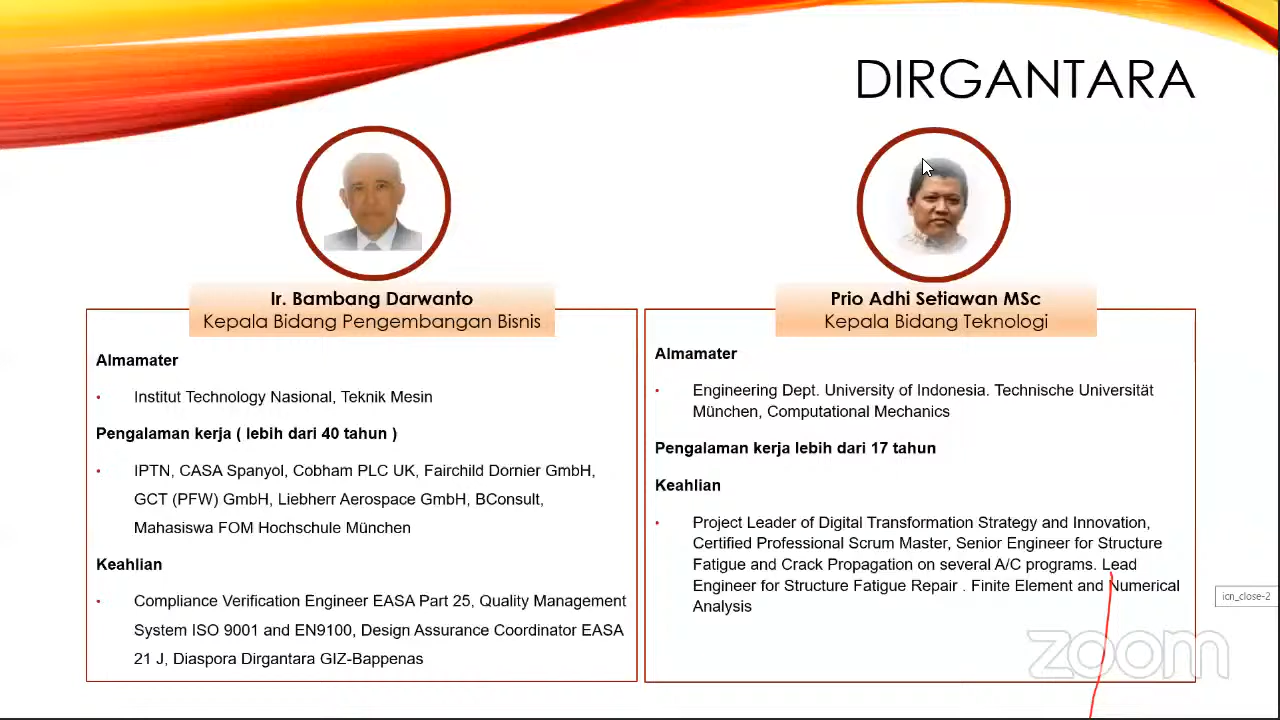 DIRGANTARA
Ir. Bambang Darwanto
Kepala Bidang Pengembangan Bisnis
Almamater
• Institut Technology Nasional, Teknik Mesin
Pengalaman kerja ( lebih dari 40 tahun )
• IPTN, CASA Spanyol, Cobham PLC UK, Fairchild Dornier GmbH,
GCT (PFW) GmbH, Liebherr Aerospace GmbH, BConsult,
Mahasiswa FOM Hochschule München
Keahlian
• Compliance Verification Engineer EASA Part 25, Quality Management
System ISO 9001 and EN9100, Design Assurance Coordinator EASA
21 J, Diaspora Dirgantara GIZ-Bappenas
Prio Adhi Setiawan MSc
Kepala Bidang Teknologi
Almamater
• Engineering Dept. University of Indonesia. Technische Universität
München, Computational Mechanics
Pengalaman kerja lebih dari 17 tahun
Keahlian
• Project Leader of Digital Transformation Strategy and Innovation,
Certified Professional Scrum Master, Senior Engineer for Structure
Fatigue and Crack Propagation on several A/C programs. Lead
Engineer for Structure Fatigue Repair . Finite Element and Numerical
Analysis
icn_close-2
zoom